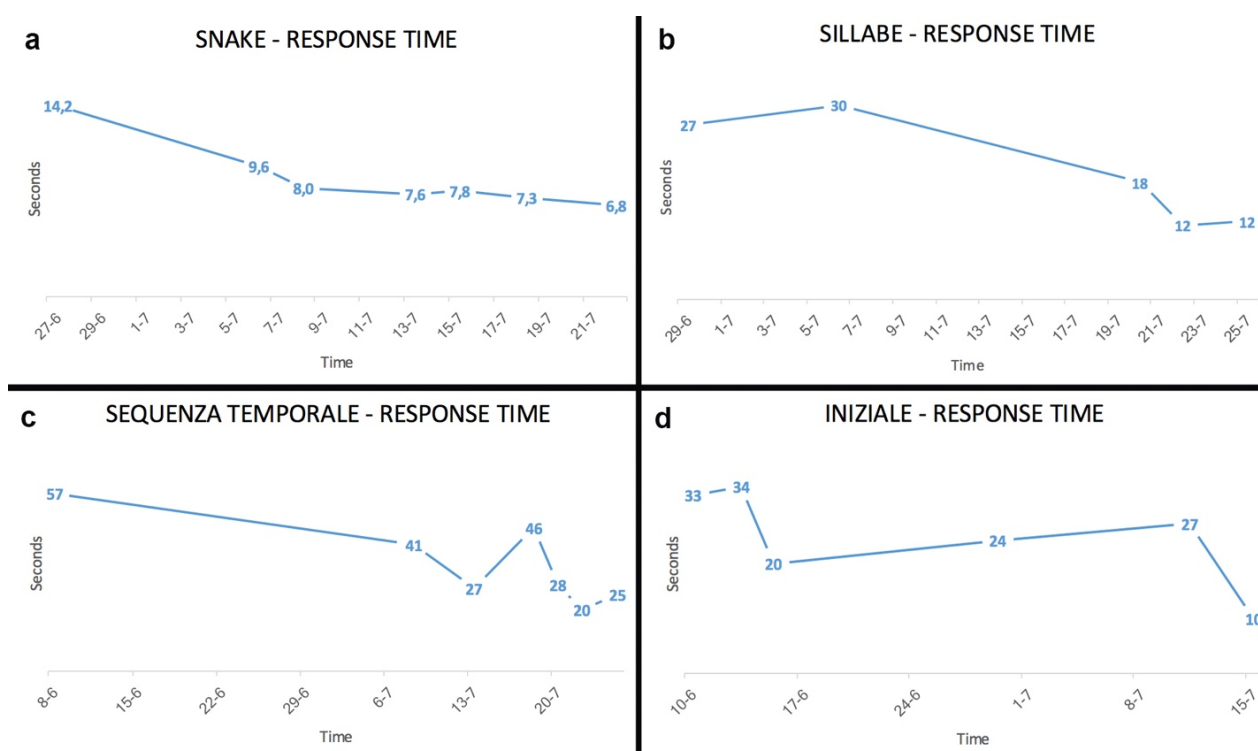 a
SNAKE - RESPONSE TIME
14,2
9,6
8,0
7,6
7,8
7,3
6,8
Seconds
27-6 29-6 1-7 3-7 5-7 7-7 9-7 11-7 13-7 15-7 17-7 19-7 21-7
Time
b
SILLABE - RESPONSE TIME
27
30
18
12
12
Seconds
29-6 1-7 3-7 5-7 7-7 9-7 11-7 13-7 15-7 17-7 19-7 21-7 23-7 25-7
Time
c
SEQUENZA TEMPORALE - RESPONSE TIME
57
41
27
46
28
20
25
Seconds
8-6 15-6 22-6 29-6 6-7 13-7 20-7
Time
d
INIZIALE - RESPONSE TIME
33
34
20
24
27
10
Seconds
10-6 17-6 24-6 1-7 8-7 15-7
Time